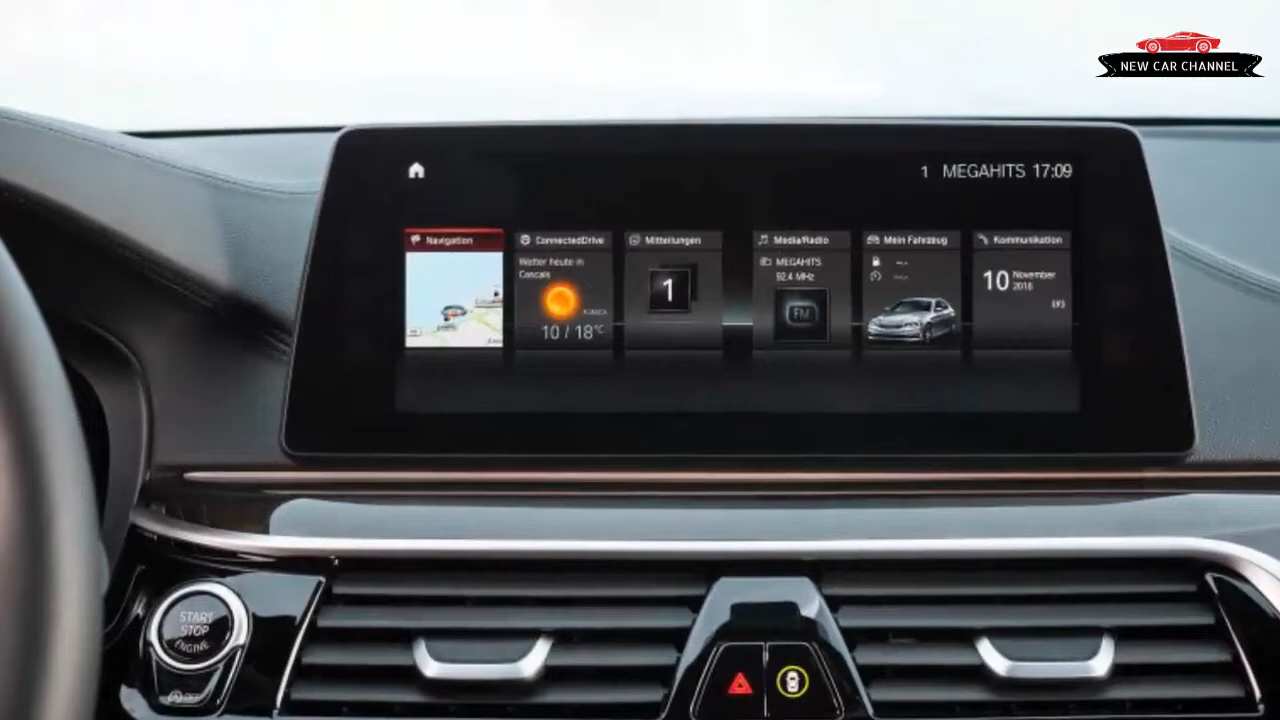 NEW CAR CHANNEL
1 MEGAHITS 17:09
Navigation
ConnectedDrive
Mitteilungen
Media/Radio
Mein Fahrzeug
Kommunikation
Wetter heute in
Cascais
10 / 18°C
1
MEGAHITS
92.4 MHz
FM
10 November
2016
START
STOP
ENGINE
OFF